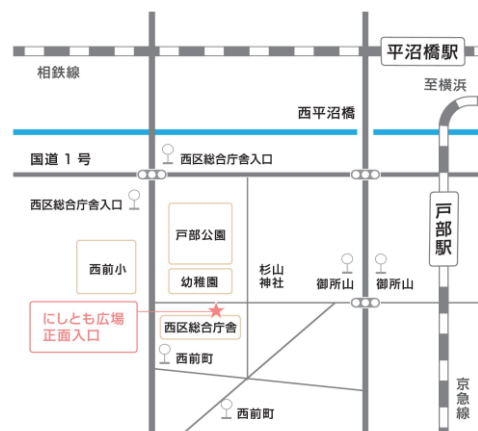 平沼橋駅
相鉄線
至横浜
西平沼橋
国道1号
西区総合庁舎入口
西区総合庁舎入口
戸部公園
戸部駅
西前小
幼稚園
杉山
神社
御所山
御所山
にしとも広場
正面入口
西区総合庁舎
西前町
京急線
西前町